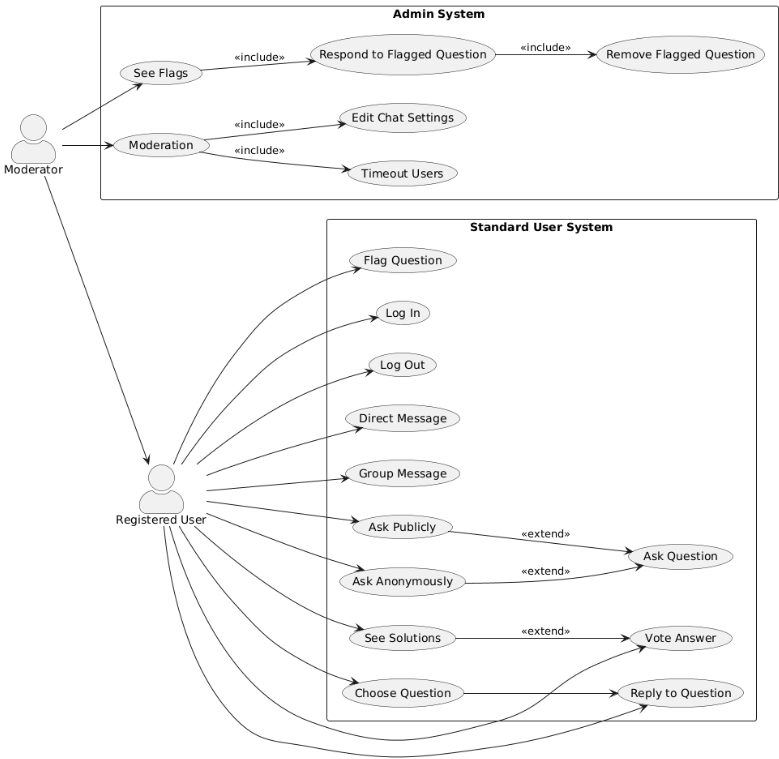 Admin System
See Flags
«include»
Respond to Flagged Question
«include»
Remove Flagged Question
Moderation
«include»
Edit Chat Settings
«include»
Timeout Users
Moderator
Standard User System
Flag Question
Log In
Log Out
Direct Message
Group Message
Registered User
Ask Publicly
«extend»
Ask Question
Ask Anonymously
«extend»
See Solutions
«extend»
Vote Answer
Choose Question
Reply to Question